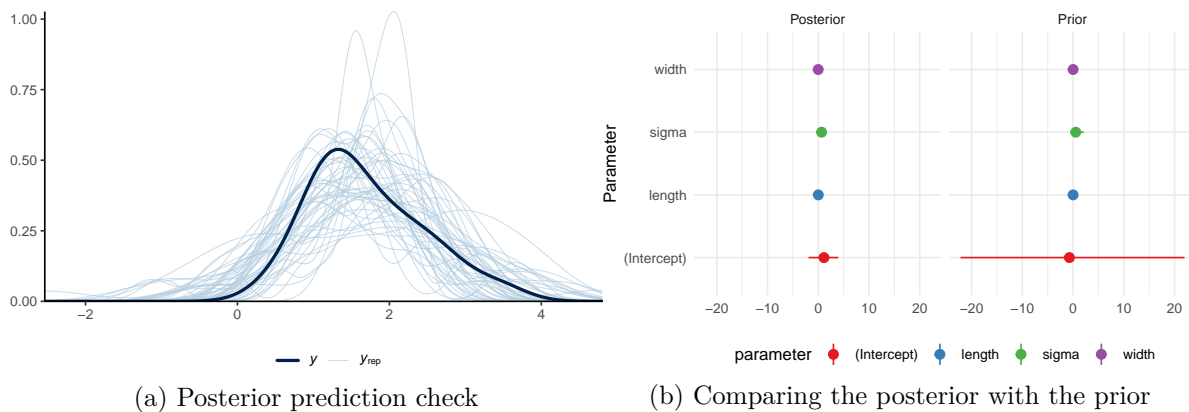 1.00
0.75
0.50
0.25
0.00
−2
0
2
4
y
yrep
(a) Posterior prediction check
Posterior
Prior
Parameter
width
sigma
length
(Intercept)
−20
−10
0
10
20
−20
−10
0
10
20
parameter
(Intercept)
length
sigma
width
(b) Comparing the posterior with the prior